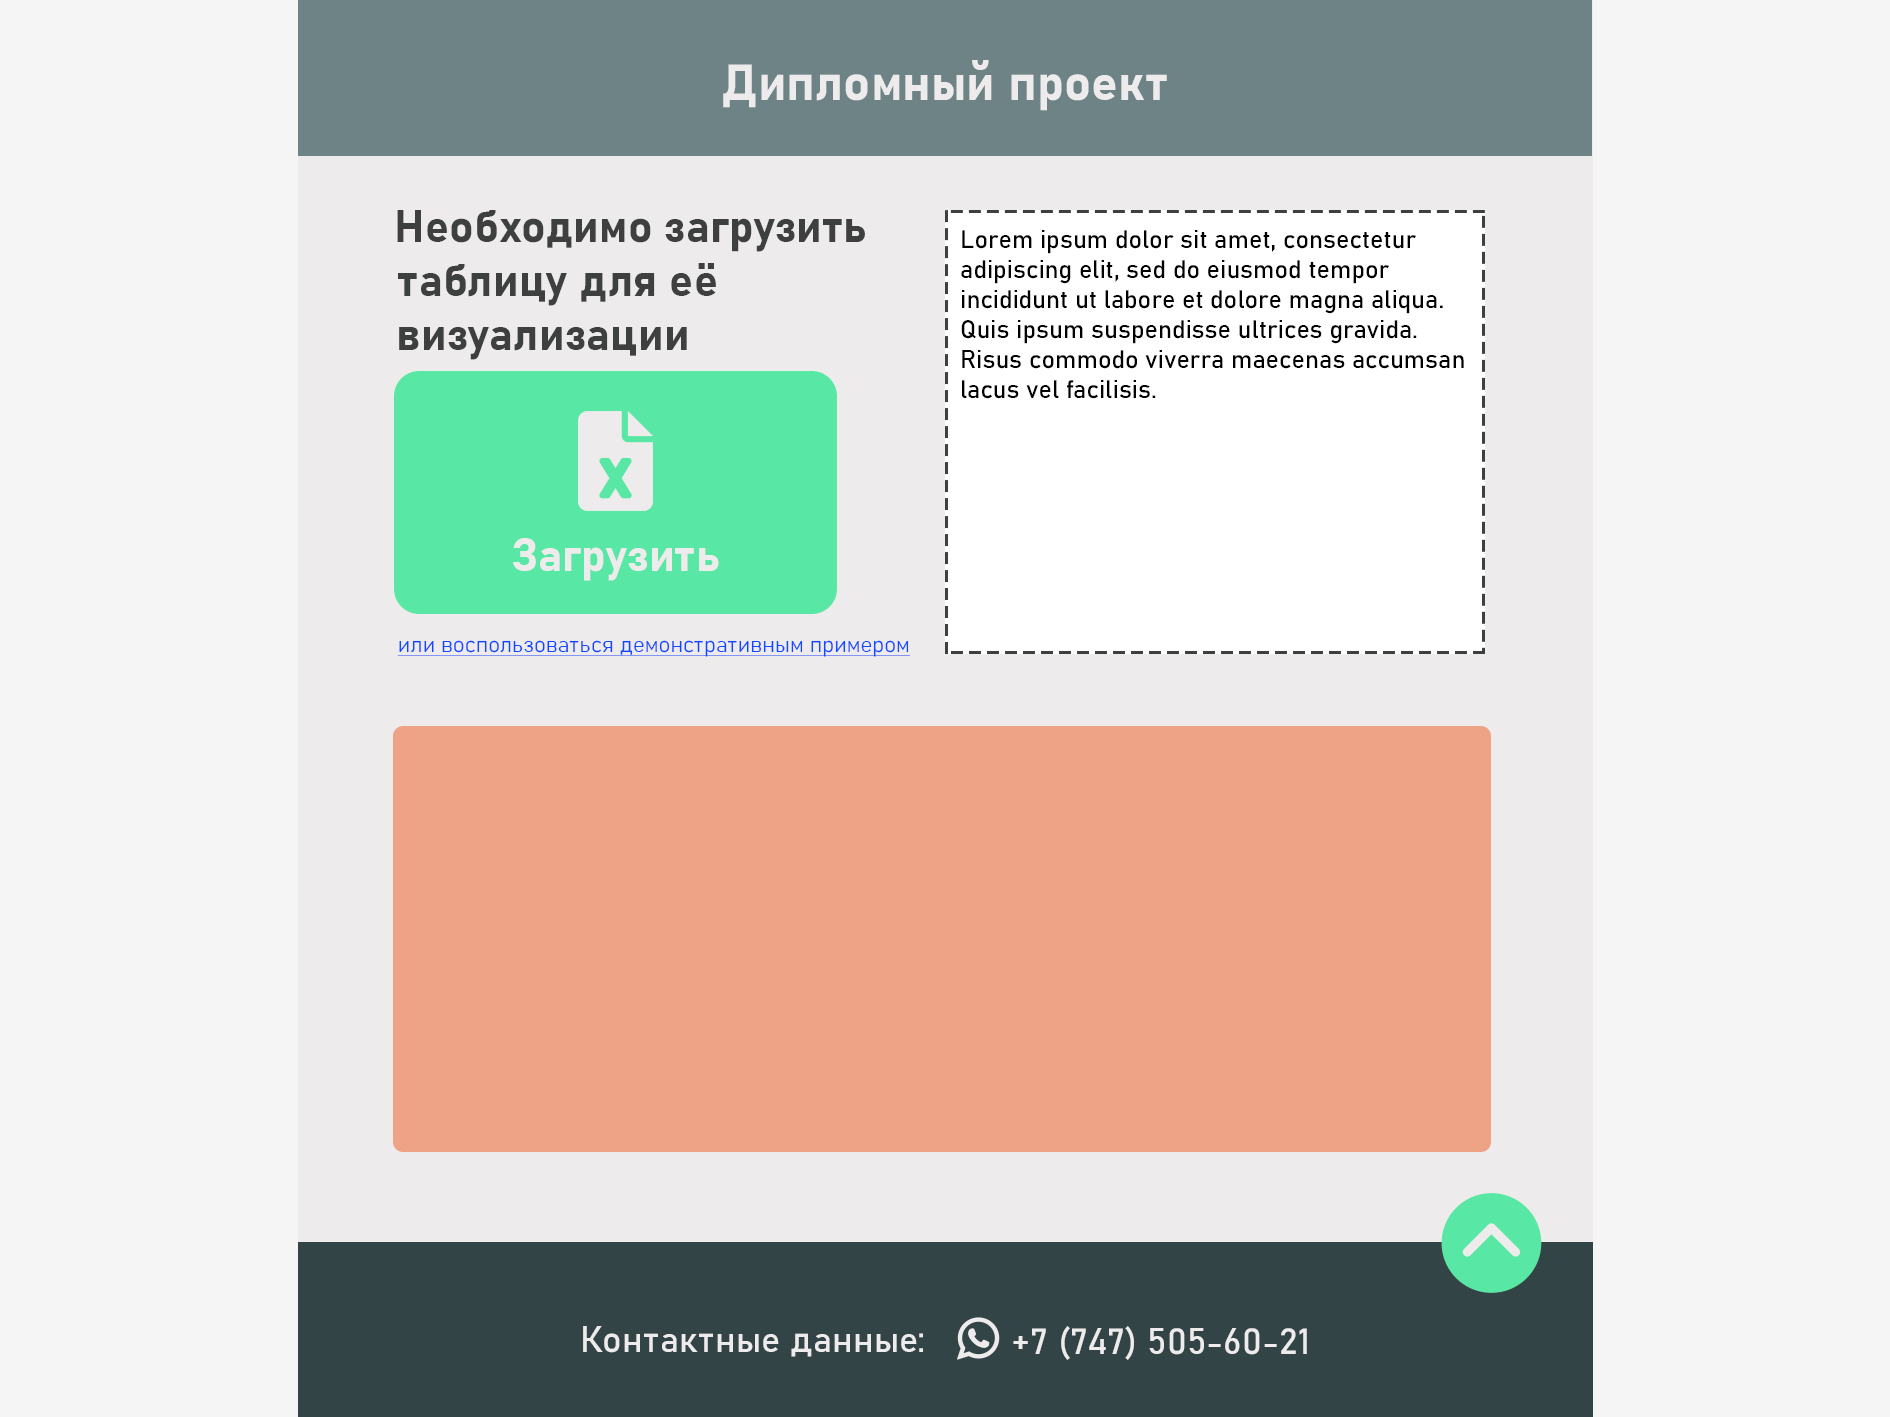 Дипломный проект
Необходимо загрузить
таблицу для её
визуализации
X
Загрузить
или воспользоваться демонстративным примером
Lorem ipsum dolor sit amet, consectetur
adipiscing elit, sed do eiusmod tempor
incididunt ut labore et dolore magna aliqua.
Quis ipsum suspendisse ultrices gravida.
Risus commodo viverra maecenas accumsan
lacus vel facilisis.
Контактные данные: +7 (747) 505-60-21